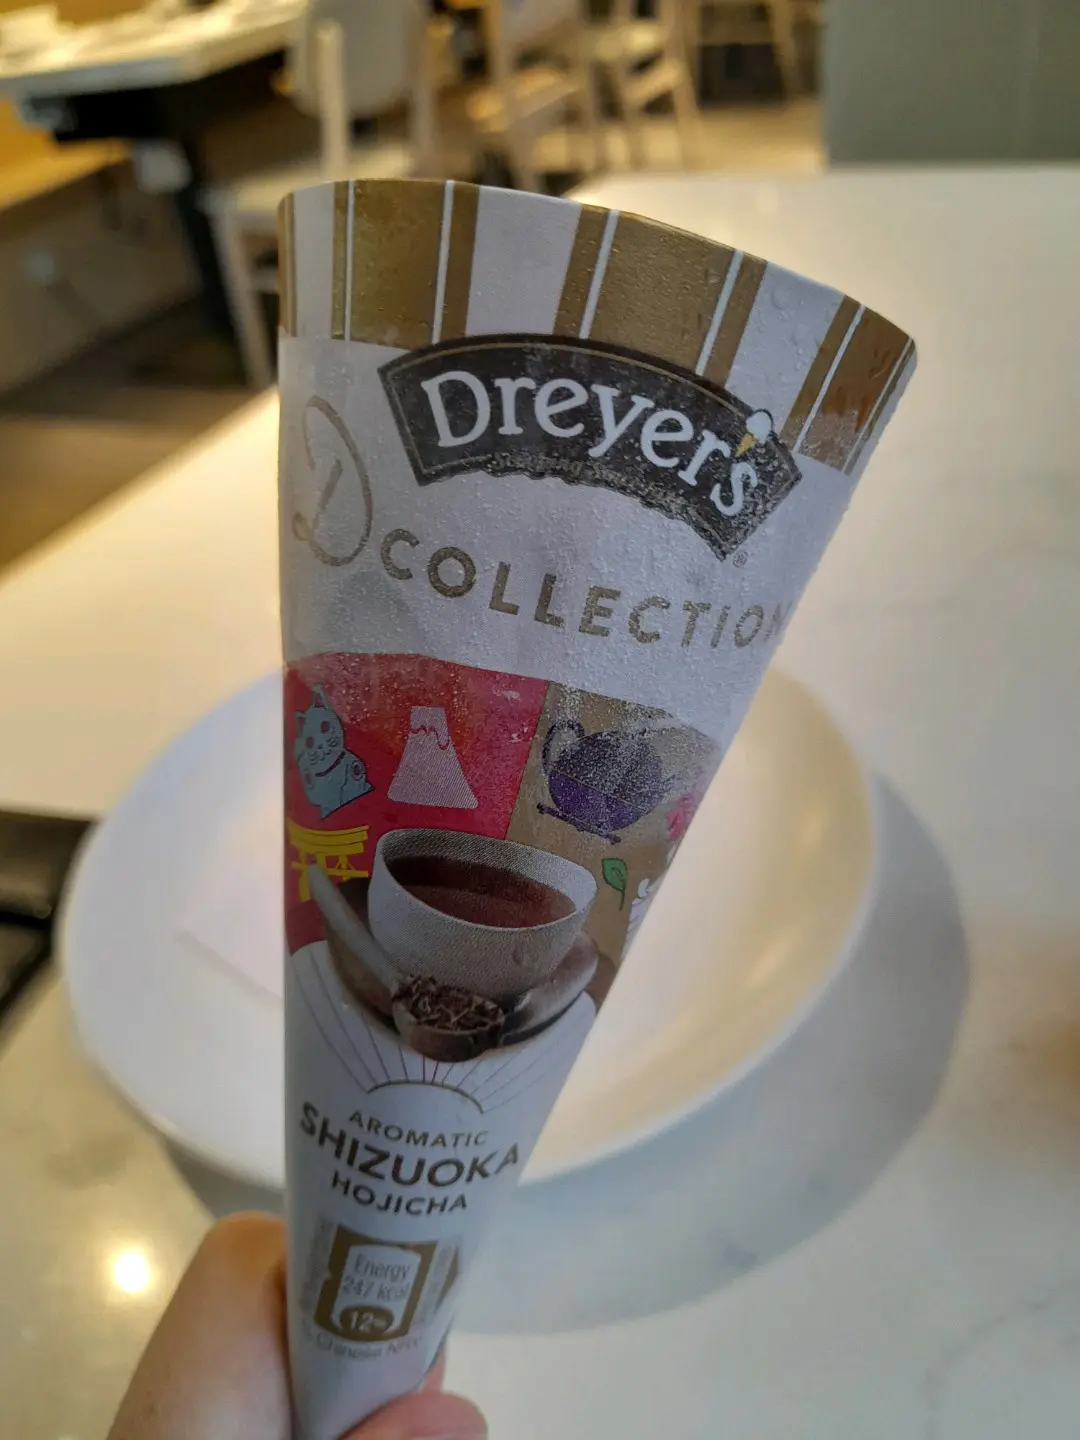 Dreyer's
D COLLECTION
AROMATIC
SHIZUOKA
HOJICHA
Energy
247 kcal
12%